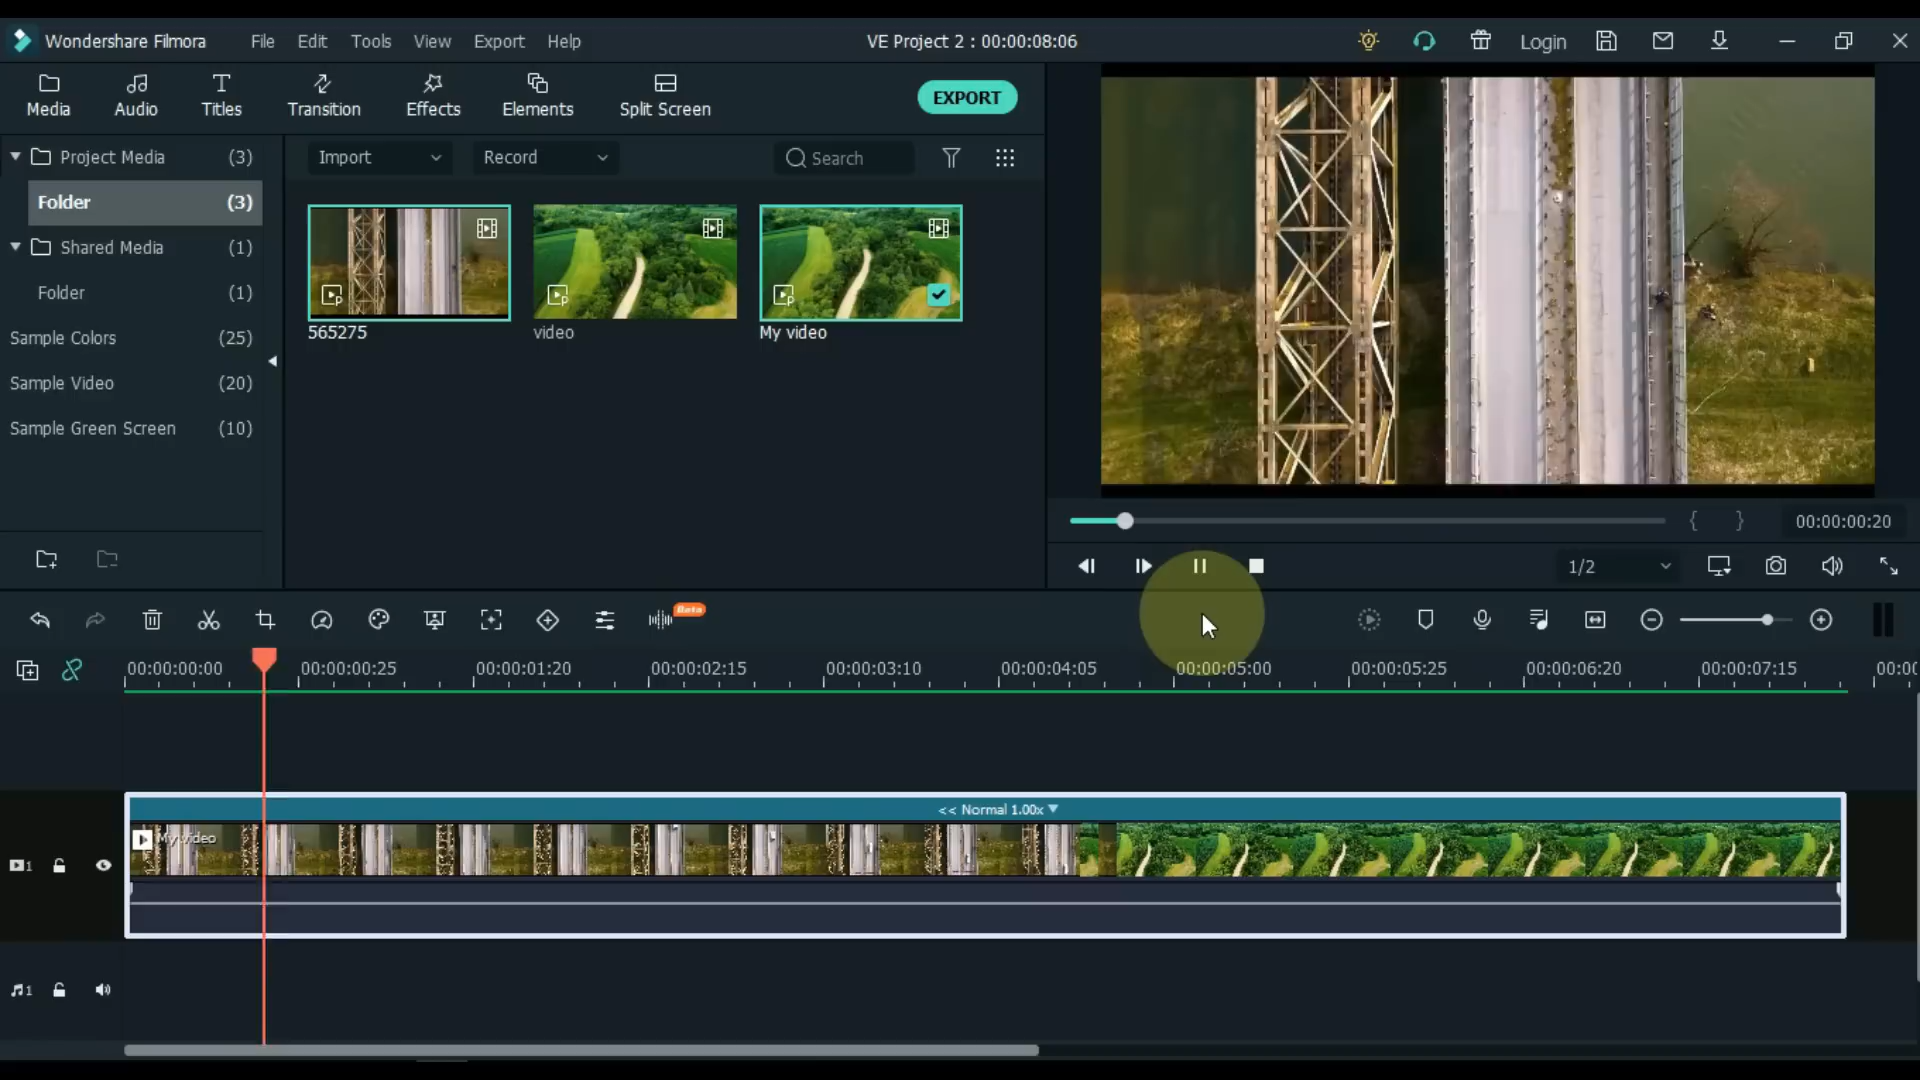 Wondershare Filmora File Edit Tools View Export Help VE Project 2 : 00:00:08:06 Login
Media Audio Titles Transition Effects Elements Split Screen EXPORT
Project Media (3) Import Record Search
Folder (3)
Shared Media (1)
Folder (1)
Sample Colors (25)
Sample Video (20)
Sample Green Screen (10)
565275 video My video
00:00:00:20
1/2
Beta
00:00:00:00 00:00:00:25 00:00:01:20 00:00:02:15 00:00:03:10 00:00:04:05 00:00:05:00 00:00:05:25 00:00:06:20 00:00:07:15
<< Normal 1.00x
My video
1
1